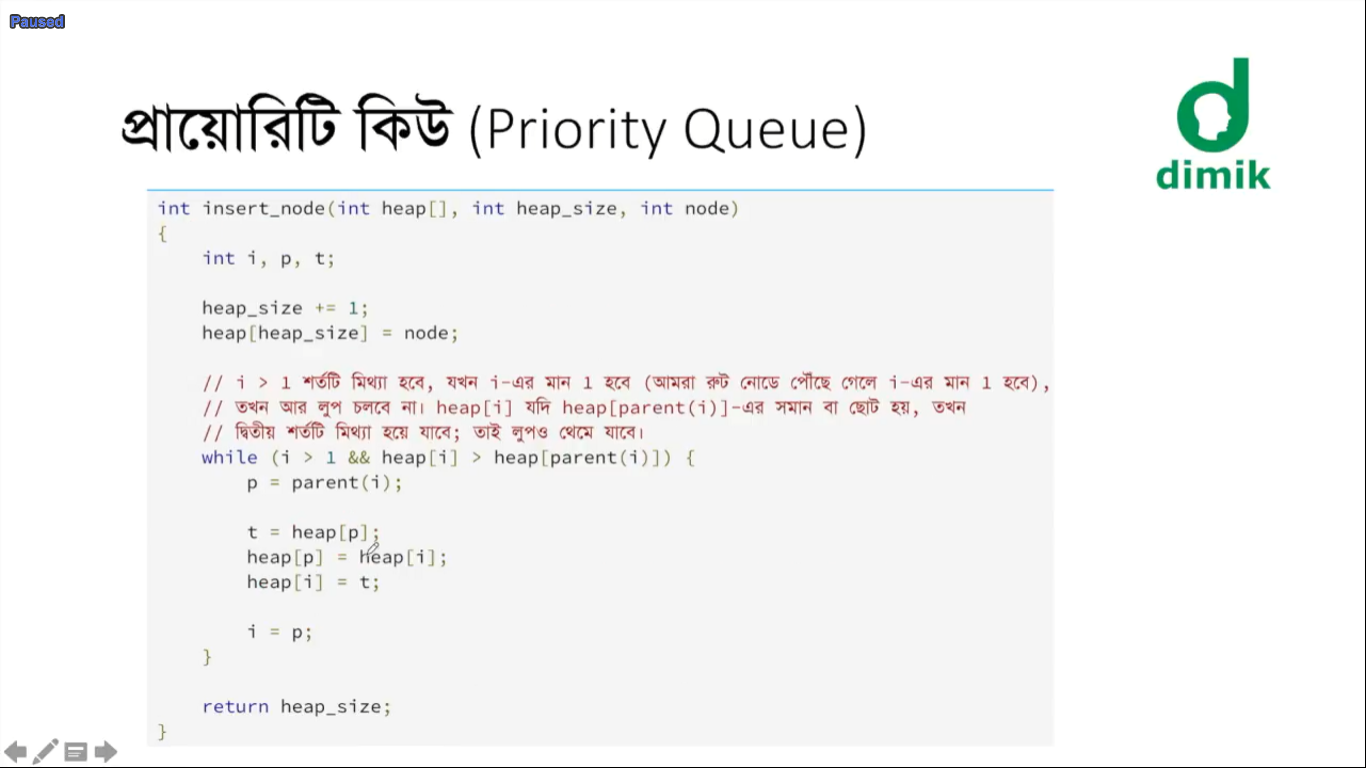 Paused
প্রায়োরিটি কিউ (Priority Queue)
dimik
int insert_node(int heap[], int heap_size, int node)
{
    int i, p, t;
    heap_size += 1;
    heap[heap_size] = node;
    // i > 1 শর্তটি মিথ্যা হবে, যখন i-এর মান 1 হবে (আমরা রুট নোডে পৌঁছে গেলে i-এর মান 1 হবে),
    // তখন আর লুপ চলবে না। heap[i] যদি heap[parent(i)]-এর সমান বা ছোট হয়, তখন
    // দ্বিতীয় শর্তটি মিথ্যা হয়ে যাবে; তাই লুপও থেমে যাবে।
    while (i > 1 && heap[i] > heap[parent(i)]) {
        p = parent(i);
        t = heap[p];
        heap[p] = heap[i];
        heap[i] = t;
        i = p;
    }
    return heap_size;
}